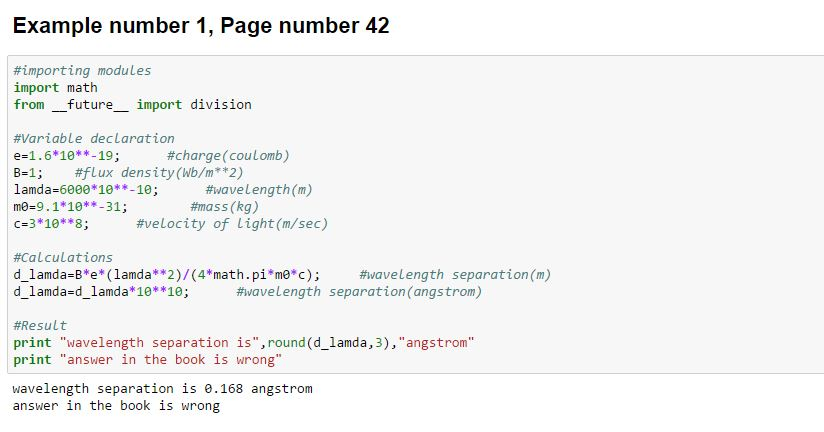 Example number 1, Page number 42
#importing modules
import math
from __future__ import division
#Variable declaration
e=1.6*10**-19;      #charge(coulomb)
B=1;    #flux density(Wb/m**2)
lamda=6000*10**-10;      #wavelength(m)
m0=9.1*10**-31;        #mass(kg)
c=3*10**8;      #velocity of light(m/sec)
#Calculations
d_lamda=B*e*(lamda**2)/(4*math.pi*m0*c);     #wavelength separation(m)
d_lamda=d_lamda*10**10;      #wavelength separation(angstrom)
#Result
print "wavelength separation is",round(d_lamda,3),"angstrom"
print "answer in the book is wrong"
wavelength separation is 0.168 angstrom
answer in the book is wrong